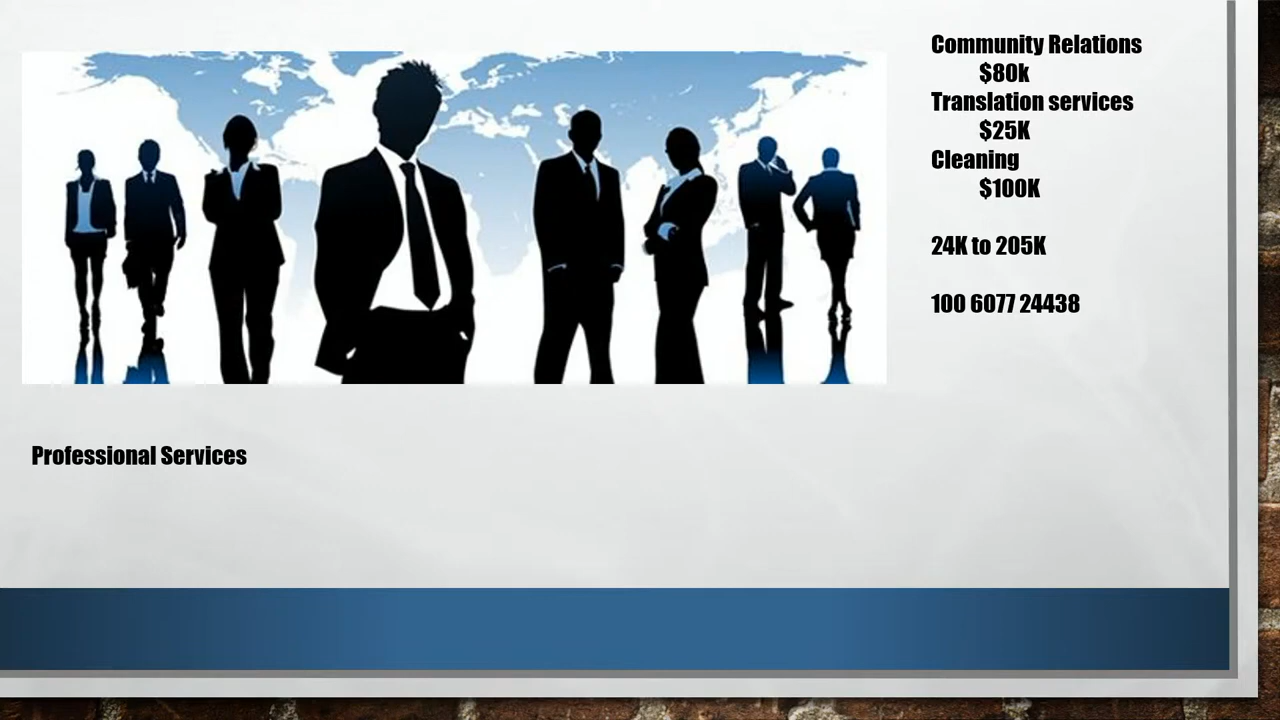 Community Relations
$80k
Translation services
$25K
Cleaning
$100K
24K to 205K
100 6077 24438
Professional Services